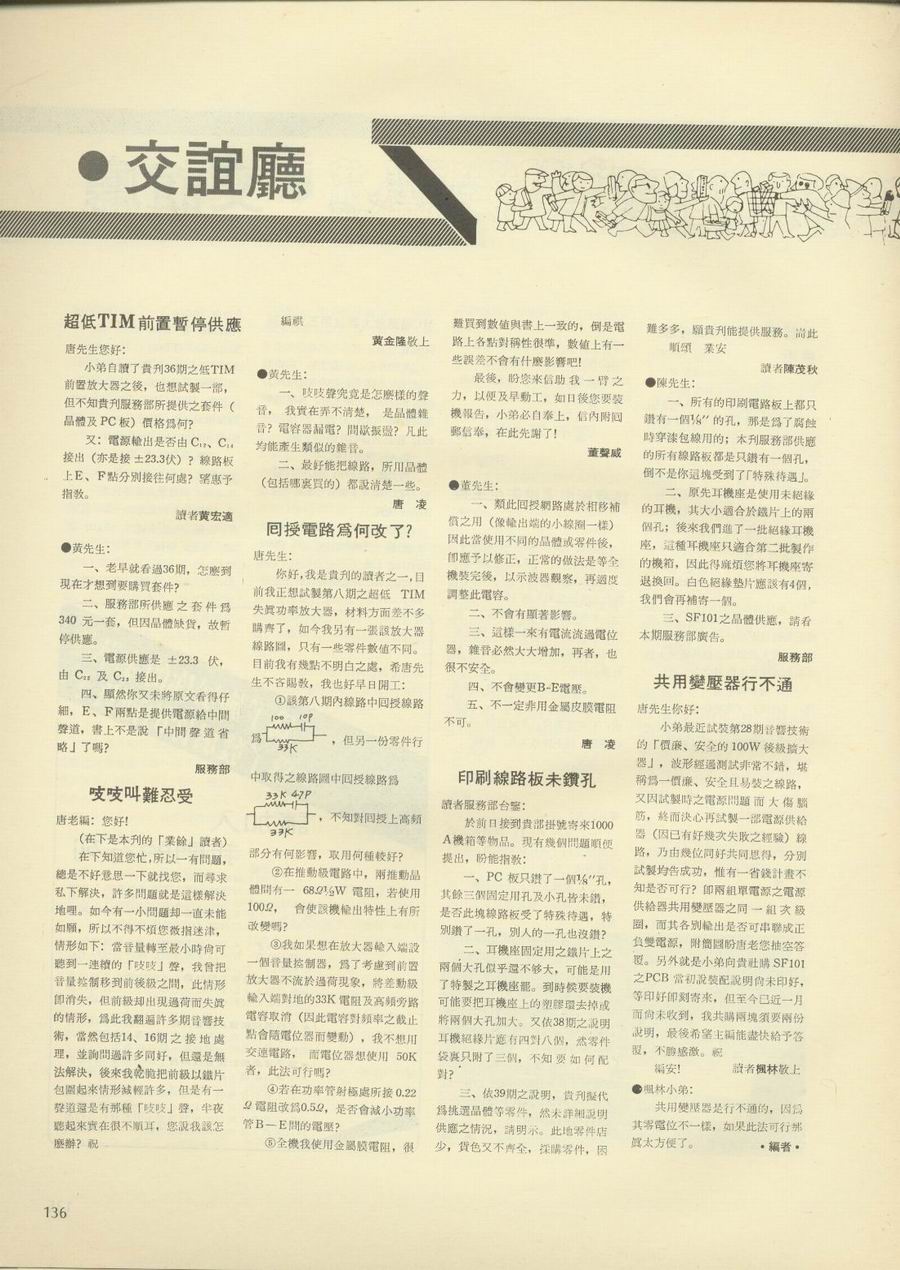 ●交誼廳
超低TIM前置暫停供應
唐先生您好：
小弟自讀了貴刋36期之低TIM
前置放大器之後，也想試製一部，
但不知貴刋服務部所提供之套件（
晶體及PC板）價格爲何?
又：電源輸出是否由C₁₃、C₁₄
接出（亦是接±23.3伏）？線路板
上E、F點分別接往何處？望惠予
指敎。
讀者黃宏適
●黃先生：
一、老早就看過36期，怎麼到
現在才想到要購買套件？
二、服務部所供應之套件爲
340 元一套，但因品體缺貨，故暫
停供應。
三、電源供應是 ±23.3 伏，
由 C₂₂ 及 C₂₃ 接出。
四、顯然你又未將原文看得仔
細，E、F兩點是提供電源給中間
聲道，書上不是說「中間聲道省
略」了嗎？
服務部
吱吱叫難忍受
唐老編：您好!
（在下是本刋的「業餘」讀者）
在下知道您忙，所以一有問題，
總是不好意思一下就找您，而尋求
私下解決，許多問題就是這樣解決
地哩。如今有一小問題却一直未能
如願，所以不得不煩您微指迷津，
情形如下：當音量轉至最小時尙可
聽到一連續的「吱吱」聲，我曾把
音量控制移到前後級之間，此情形
卽消失，但前級却出現過荷而失眞
的情形，爲此我翻遍許多期音響技
術，當然包括14、16期之接地處
理，並詢問過許多同好，但還是無
法解決，後來我乾脆把前級以鐵片
包圍起來情形減輕許多，但是有一
聲道還是有那種「吱吱」聲，半夜
聽起來實在很不順耳，您說我該怎
麼辦？祝
編祺
黃金隆敬上
●黃先生：
一、吱吱聲究竟是怎麼樣的聲
音，我實在弄不淸楚，是品體雜
音？電容器漏電？間歇振盪？凡此
均能產生類似的雜音。
二、最好能把線路，所用品體
（包括哪裏買的）都說淸楚一些。
唐 凌
囘授電路爲何改了？
唐先生：
你好，我是貴刋的讀者之一，目
前我正想試製第八期之超低 TIM
失眞功率放大器，材料方面差不多
購齊了，如今我另有一張該放大器
線路圖，只有一些零件數値不同。
目前我有幾點不明白之處，希唐先
生不吝賜敎，我也好早日開工：
①該第八期內線路中囘授線路
100 10P
爲 ，但另一份零件行
33K
中取得之線路圖中囘授線路爲
33K 47P
，不知對囘授上高頻
33K
部分有何影響，取用何種較好？
②在推動級電路中，兩推動品
體間有一 68Ω½W 電阻，若使用
100Ω， 會使該機輸出特性上有所
改變嗎？
③我如果想在放大器輸入端設
一個音量控制器，爲了考慮到前置
放大器不流於過荷現象，將差動級
輸入端對地的33K電阻及高頻旁路
電容取消（因此電容對頻率之截止
點會隨電位器而變動），我不想用
交連電路， 而電位器想使用 50K
者，此法可行嗎？
④若在功率管射極處所接 0.22
Ω電阻改爲0.5Ω，是否會減小功率
管B－E間的電壓？
⑤全機我使用金屬膜電阻，很
難買到數値與書上一致的，倒是電
路上各點對稱性很準，數値上有一
些誤差不會有什麼影響吧！
最後，盼您來信助我一臂之
力，以便及早動工，如日後您要裝
機報告，小弟必自奉上，信內附囘
郵信奉，在此先謝了！
董聲威
●董先生：
一、類此囘授網路處於相移補
償之用（像輸出端的小線圈一樣）
因此當使用不同的品體或零件後，
卽應予以修正，正常的做法是等全
機裝完後，以示波器觀察，再適度
調整此電容。
二、不會有顯著影響。
三、這樣一來有電流流過電位
器，雜音必然大大增加，再者，也
很不安全。
四、不會變更B-E電壓。
五、不一定非用金屬皮膜電阻
不可。
唐 凌
印刷線路板未鑽孔
讀者服務部台鑒：
於前日接到貴部掛號寄來1000
A機箱等物品。現有幾個問題順便
提出，盼能指敎：
一、PC 板只鑽了一個⅛″孔，
其餘三個固定用孔及小孔皆未鑽，
是否此塊線路板受了特殊待遇，特
別鑽了一孔，別人的一孔也沒鑽？
二、耳機座固定用之鐵片上之
兩個大孔似乎還不够大，可能是用
了特製之耳機座罷。到時候要裝機
可能要把耳機座上的塑膠環去掉或
將兩個大孔加大。又依38期之說明
耳機絕緣片應有四對八個，然零件
袋裏只附了三個，不知要如何配
對？
三、依39期之說明，貴刋擬代
爲挑選品體等零件，然未詳細說明
供應之情況，請明示。此地零件店
少，貨色又不齊全，採購零件，困
難多多，願貴刋能提供服務。耑此
順頌 業安
讀者陳茂秋
●陳先生：
一、所有的印刷電路板上都只
鑽有一個⅛″的孔，那是爲了腐蝕
時穿漆包線用的；本刋服務部供應
的所有線路板都是只鑽有一個孔，
倒不是你這塊受到了「特殊待遇」。
二、原先耳機座是使用未絕緣
的耳機，其大小適合於鐵片上的兩
個孔；後來我們進了一批絕緣耳機
座，這種耳機座只適合第二批製作
的機箱，因此得麻煩您將耳機座寄
退換囘。白色絕緣墊片應該有4個，
我們會再補寄一個。
三、SF101之品體供應，請看
本期服務部廣告。
服務部
共用變壓器行不通
唐先生你好：
小弟最近試裝第28期音響技術
的「價廉、安全的100W後級擴大
器」，波形經過測試非常不錯，堪
稱爲一價廉、安全且易裝之線路，
又因試製時之電源問題而大傷腦
筋，終而決心再試製一部電源供給
器（因已有好幾次失敗之經驗）線
路，乃由幾位同好共同思得，分別
試製均告成功，惟有一省錢計畫不
知是否可行？卽兩組單電源之電源
供給器共用變壓器之同一組次級
圈，而其各別輸出是否可串聯成正
負雙電源，附簡圖盼唐老您抽空答
覆。另外就是小弟向貴社購 SF101
之PCB 當初說裝配說明尙未印好，
等印好卽刻寄來，但至今已近一月
而尙未收到，我共購兩塊須要兩份
說明，最後希望主編能盡快給予答
覆，不勝感激。祝
編安！ 讀者楓林敬上
●楓林小弟：
共用變壓器是行不通的，因爲
其零電位不一樣，如果此法可行那
眞太方便了。 ・編者・
136